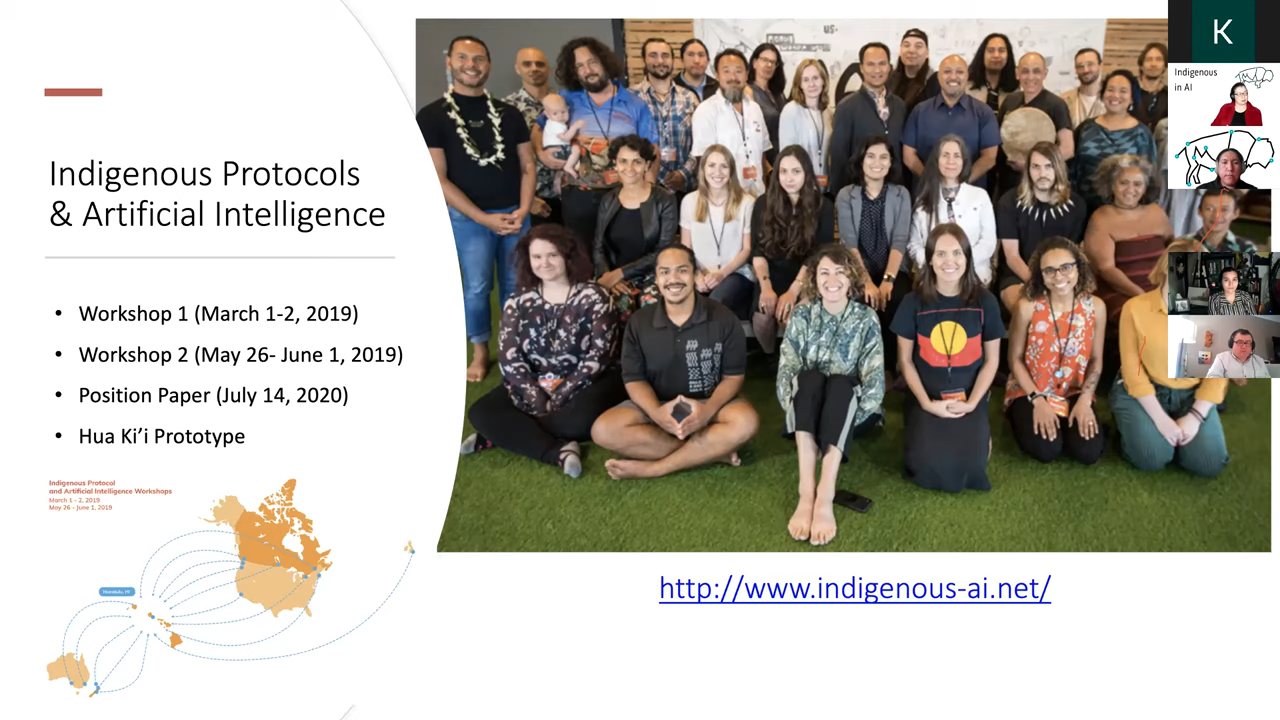 Indigenous Protocols
& Artificial Intelligence
• Workshop 1 (March 1-2, 2019)
• Workshop 2 (May 26- June 1, 2019)
• Position Paper (July 14, 2020)
• Hua Ki’i Prototype
Indigenous Protocol
and Artificial Intelligence Workshops
March 1 - 2, 2019
May 26 - June 1, 2019
Honolulu, HI
http://www.indigenous-ai.net/
K
Indigenous
in AI